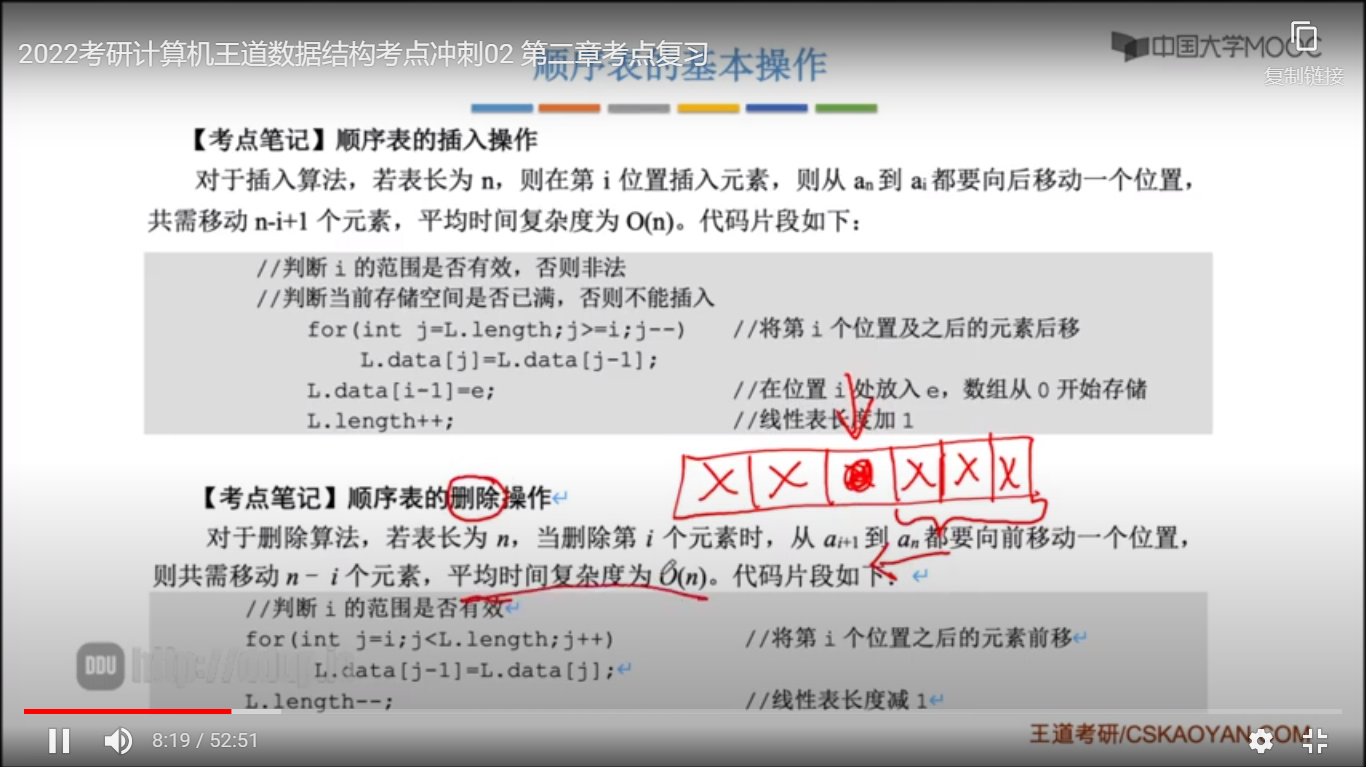 2022考研计算机王道数据结构考点冲刺02 第二章考点复习
顺序表的基本操作
中国大学MOOC
复制链接
【考点笔记】顺序表的插入操作
对于插入算法，若表长为 n，则在第 i 位置插入元素，则从 aₙ 到 aᵢ 都要向后移动一个位置，
共需移动 n-i+1 个元素，平均时间复杂度为 O(n)。代码片段如下：
//判断 i 的范围是否有效，否则非法
//判断当前存储空间是否已满，否则不能插入
for(int j=L.length;j>=i;j--) //将第 i 个位置及之后的元素后移
L.data[j]=L.data[j-1];
L.data[i-1]=e; //在位置 i 处放入 e，数组从 0 开始存储
L.length++; //线性表长度加 1
X X X X X
【考点笔记】顺序表的删除操作↵
对于删除算法，若表长为 n，当删除第 i 个元素时，从 aᵢ₊₁ 到 aₙ 都要向前移动一个位置，
则共需移动 n－i 个元素，平均时间复杂度为 O(n)。代码片段如下：↵
//判断 i 的范围是否有效↵
for(int j=i;j<L.length;j++) //将第 i 个位置之后的元素前移↵
L.data[j-1]=L.data[j];↵
DDU
L.length--; //线性表长度减 1↵
王道考研/CSKAOYAN.COM
8:19 / 52:51